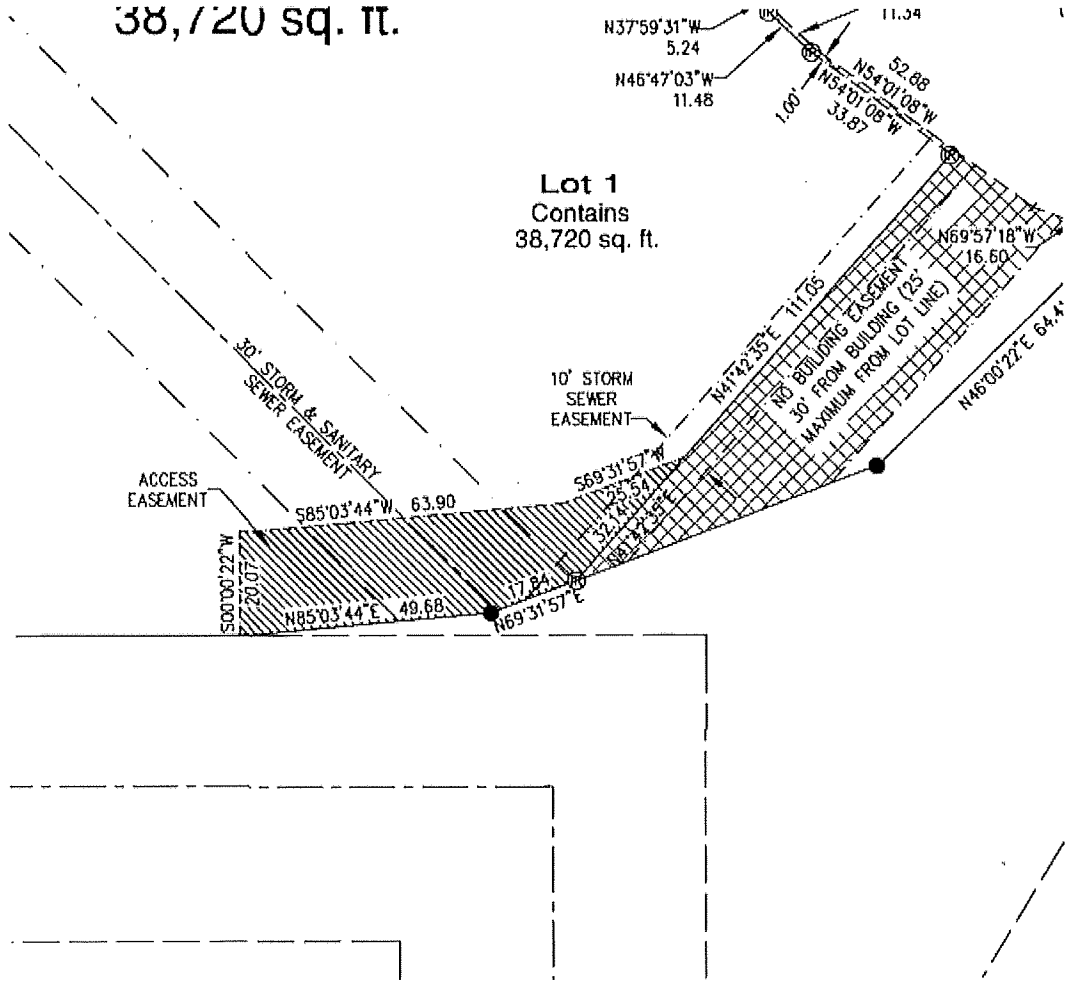 38,720 sq. ft.
N37°59'31"W
5.24
11.34
N46°47'03"W
11.48
1.00'
52.88
N54°01'08"W
N54°01'08"W
33.87
Lot 1
Contains
38,720 sq. ft.
N69°57'18"W
16.60
N41°42'35"E 111.05
NO BUILDING EASEMENT
30' FROM BUILDING (25'
MAXIMUM FROM LOT LINE)
N46°00'22"E 64.4
30' STORM & SANITARY
SEWER EASEMENT
10' STORM
SEWER
EASEMENT
ACCESS
EASEMENT
S85°03'44"W 63.90
S69°31'57"W
25.54
32.14
S41°42'35"E
S00°00'22"W
20.07
N85°03'44"E 49.68
17.84
N69°31'57"E